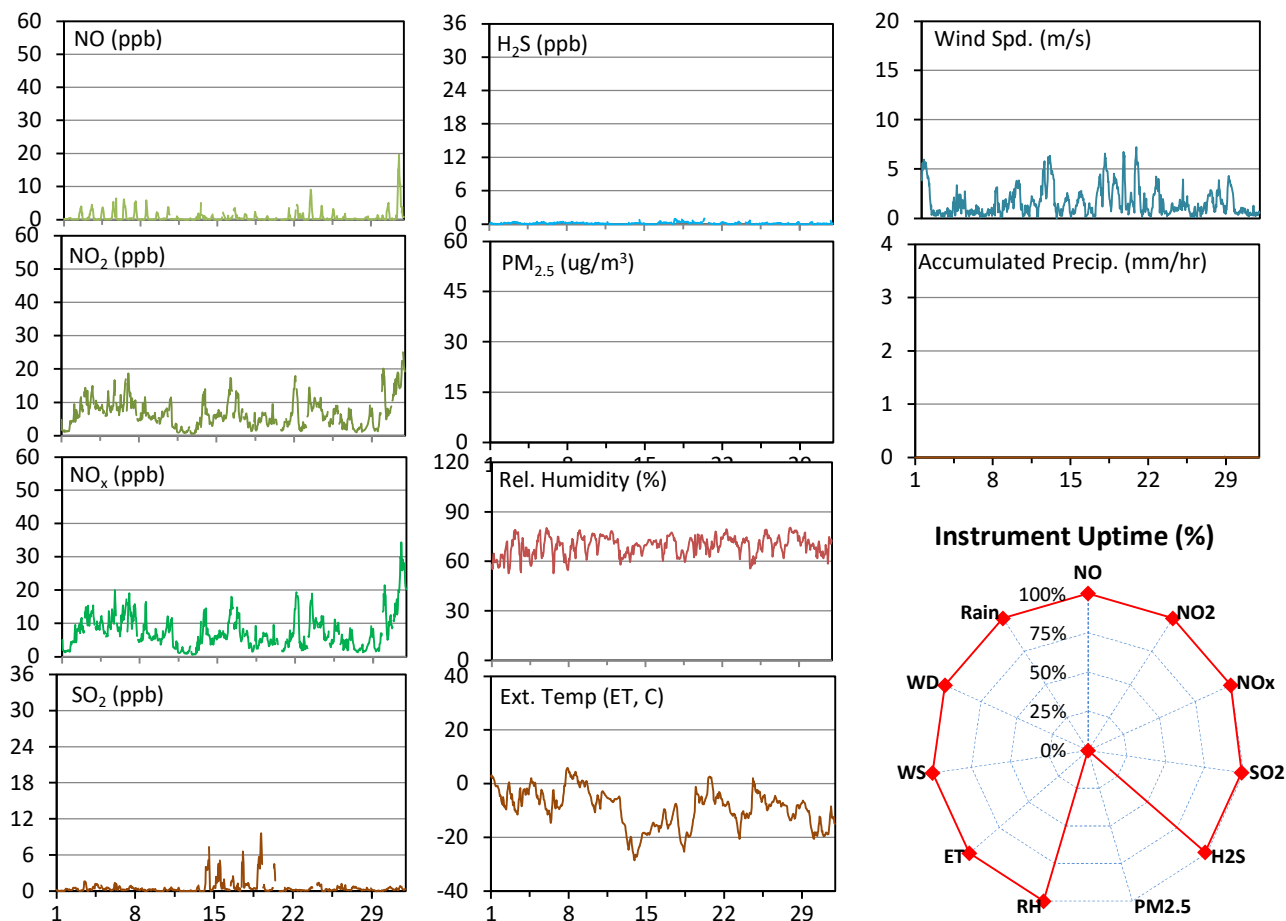 NO (ppb)
60
50
40
30
20
10
0
NO₂ (ppb)
60
50
40
30
20
10
0
NOₓ (ppb)
60
50
40
30
20
10
0
SO₂ (ppb)
36
30
24
18
12
6
0
1 8 15 22 29
H₂S (ppb)
36
30
24
18
12
6
0
PM₂.₅ (ug/m³)
60
45
30
15
0
1 8 15 22 29
Rel. Humidity (%)
120
90
60
30
0
Ext. Temp (ET, C)
40
20
0
-20
-40
1 8 15 22 29
Wind Spd. (m/s)
20
15
10
5
0
Accumulated Precip. (mm/hr)
4
3
2
1
0
1 8 15 22 29
Instrument Uptime (%)
NO
NO2
NOx
SO2
H2S
PM2.5
RH
ET
WS
WD
Rain
100%
75%
50%
25%
0%